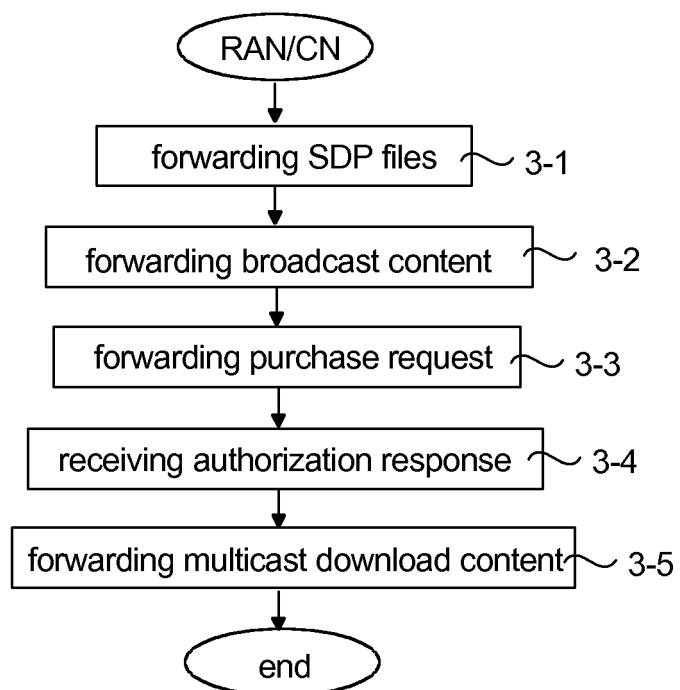 RAN/CN
forwarding SDP files 3-1
forwarding broadcast content 3-2
forwarding purchase request 3-3
receiving authorization response 3-4
forwarding multicast download content 3-5
end